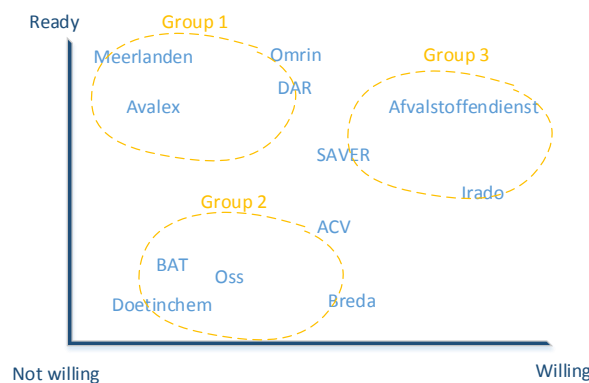 Ready
Group 1
Meerlanden
Omrin
Group 3
DAR
Avalex
Afvalstoffendienst
SAVER
Irado
Group 2
ACV
BAT
Oss
Doetinchem
Breda
Not willing
Willing